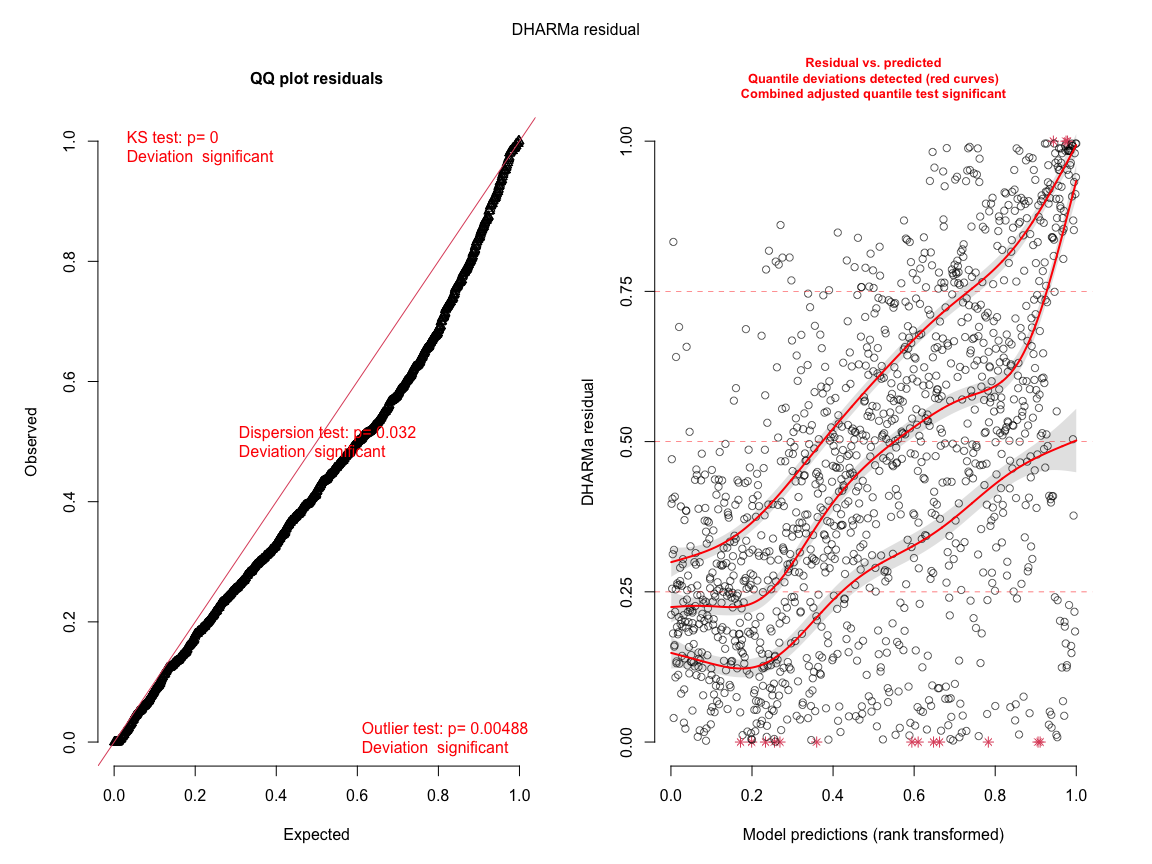 DHARMa residual
QQ plot residuals
KS test: p= 0
Deviation  significant
Dispersion test: p= 0.032
Deviation  significant
Outlier test: p= 0.00488
Deviation  significant
Observed
1.0
0.8
0.6
0.4
0.2
0.0
0.0 0.2 0.4 0.6 0.8 1.0
Expected
Residual vs. predicted
Quantile deviations detected (red curves)
Combined adjusted quantile test significant
DHARMa residual
1.00
0.75
0.50
0.25
0.00
0.0 0.2 0.4 0.6 0.8 1.0
Model predictions (rank transformed)